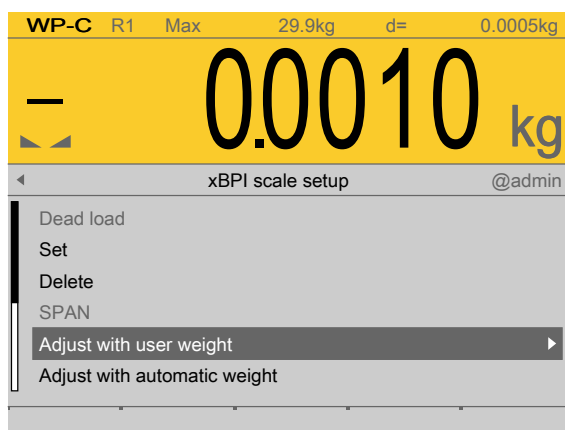 WP-C R1 Max 29.9kg d= 0.0005kg
– 0.0010 kg
xBPI scale setup @admin
Dead load
Set
Delete
SPAN
Adjust with user weight
Adjust with automatic weight